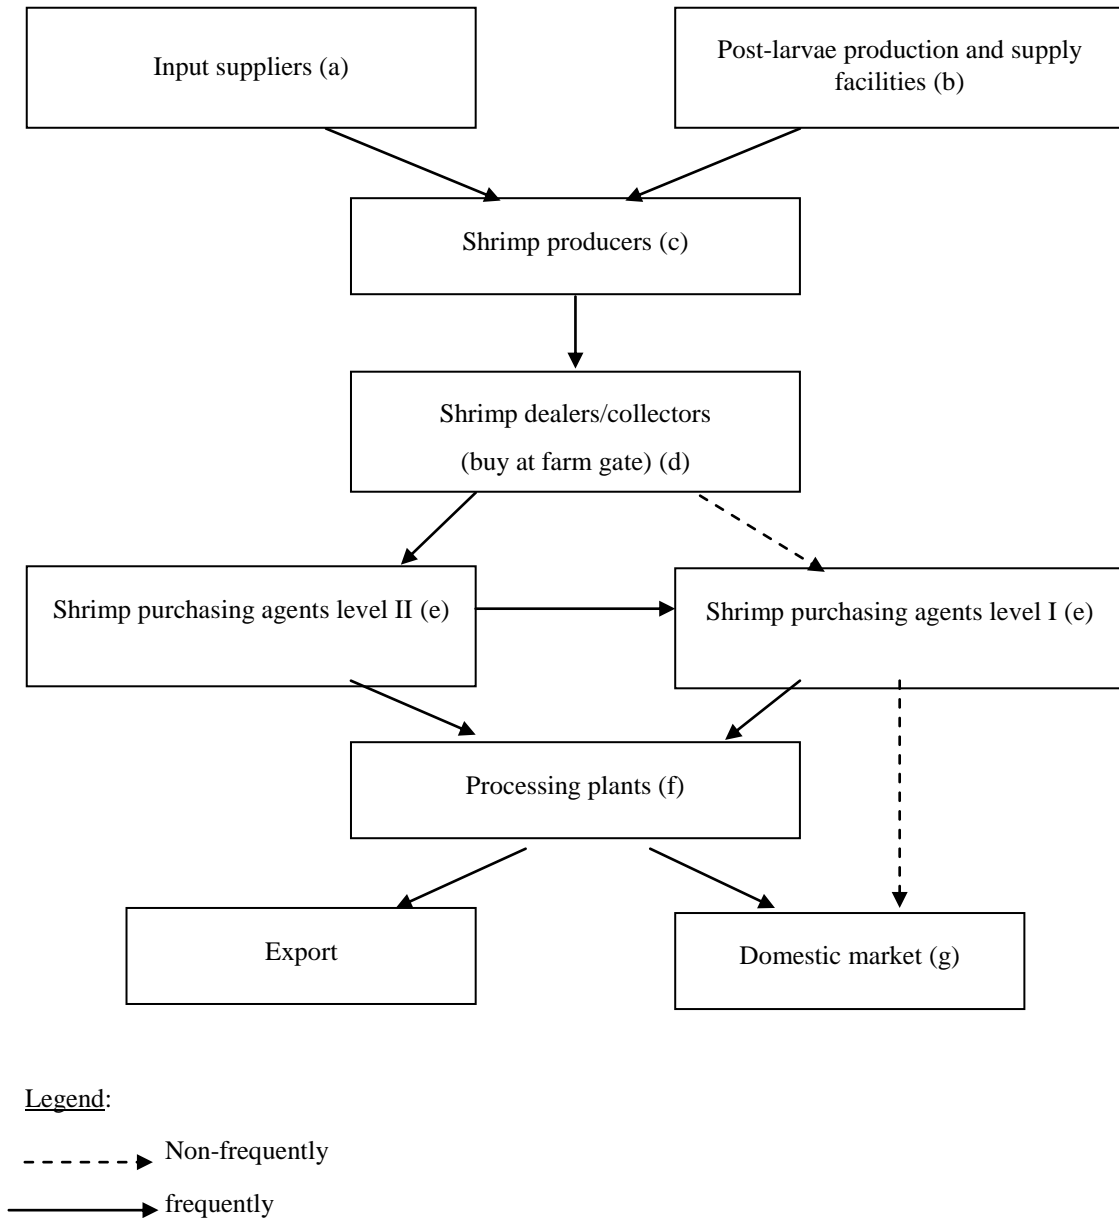 Input suppliers (a)
Post-larvae production and supply
facilities (b)
Shrimp producers (c)
Shrimp dealers/collectors
(buy at farm gate) (d)
Shrimp purchasing agents level II (e)
Shrimp purchasing agents level I (e)
Processing plants (f)
Export
Domestic market (g)
Legend:
Non-frequently
frequently